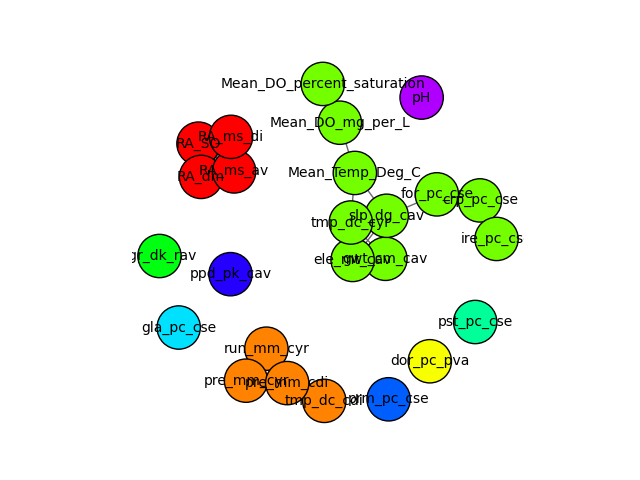 Mean_DO_percent_saturation
pH
Mean_DO_mg_per_L
RA_ms_di
RA_SO
Mean_Temp_Deg_C
RA_ms_av
RA_dm
for_pc_cse
crp_pc_cse
slp_dg_cav
tmp_dc_cyr
ire_pc_cs
gr_dk_rav
ele_mt_cav
gwt_cm_cav
ppd_pk_cav
pst_pc_cse
gla_pc_cse
run_mm_cyr
dor_pc_pva
pre_mm_cyr
pre_mm_cdi
tmp_dc_cdi
prm_pc_cse